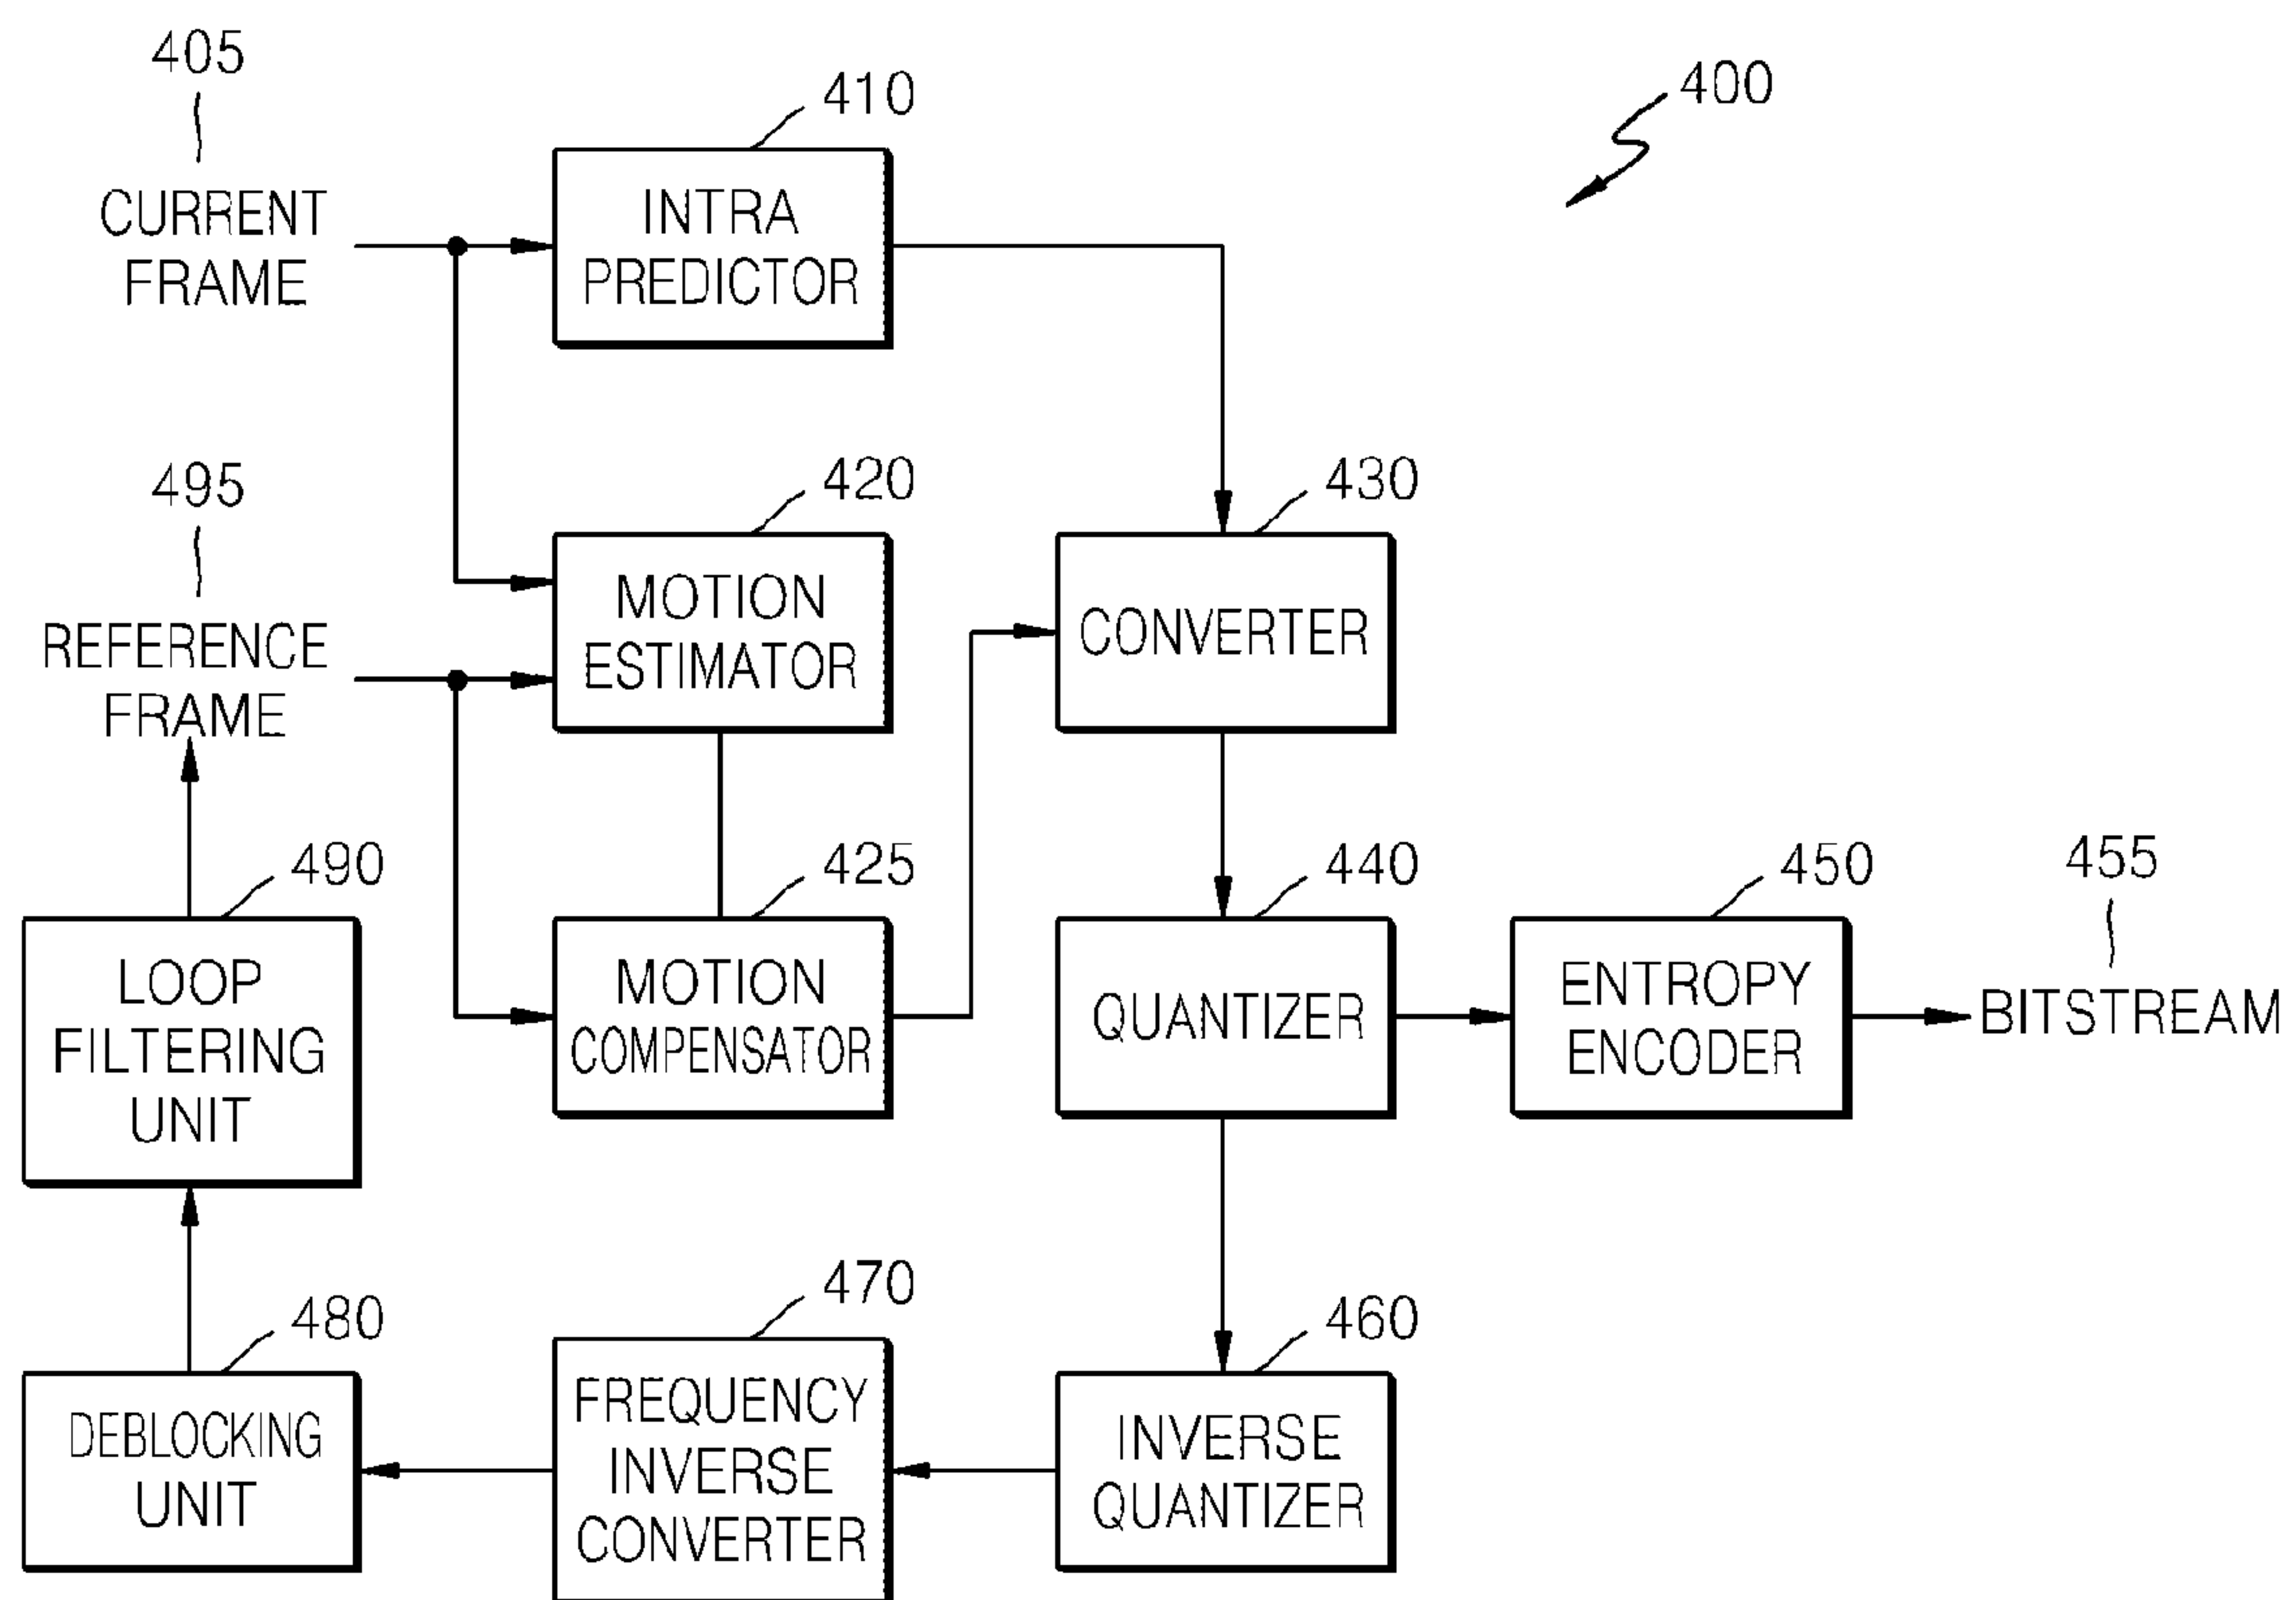 405
410
400
CURRENT
FRAME
INTRA
PREDICTOR
495
420
430
REFERENCE
FRAME
MOTION
ESTIMATOR
CONVERTER
490
425
440
450
455
LOOP
FILTERING
UNIT
MOTION
COMPENSATOR
QUANTIZER
ENTROPY
ENCODER
BITSTREAM
480
470
460
DEBLOCKING
UNIT
FREQUENCY
INVERSE
CONVERTER
INVERSE
QUANTIZER